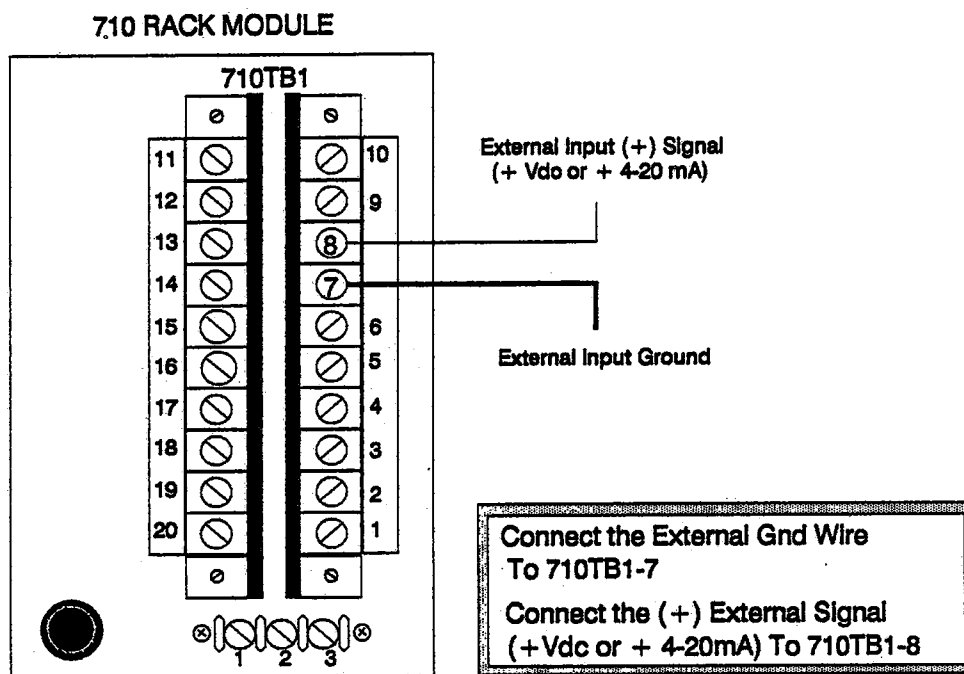 710 RACK MODULE
710TB1
11
10
12
9
13
8
14
7
15
6
16
5
17
4
18
3
19
2
20
1
1 2 3
External Input (+) Signal
(+ Vdc or + 4-20 mA)
External Input Ground
Connect the External Gnd Wire
To 710TB1-7
Connect the (+) External Signal
(+Vdc or + 4-20mA) To 710TB1-8